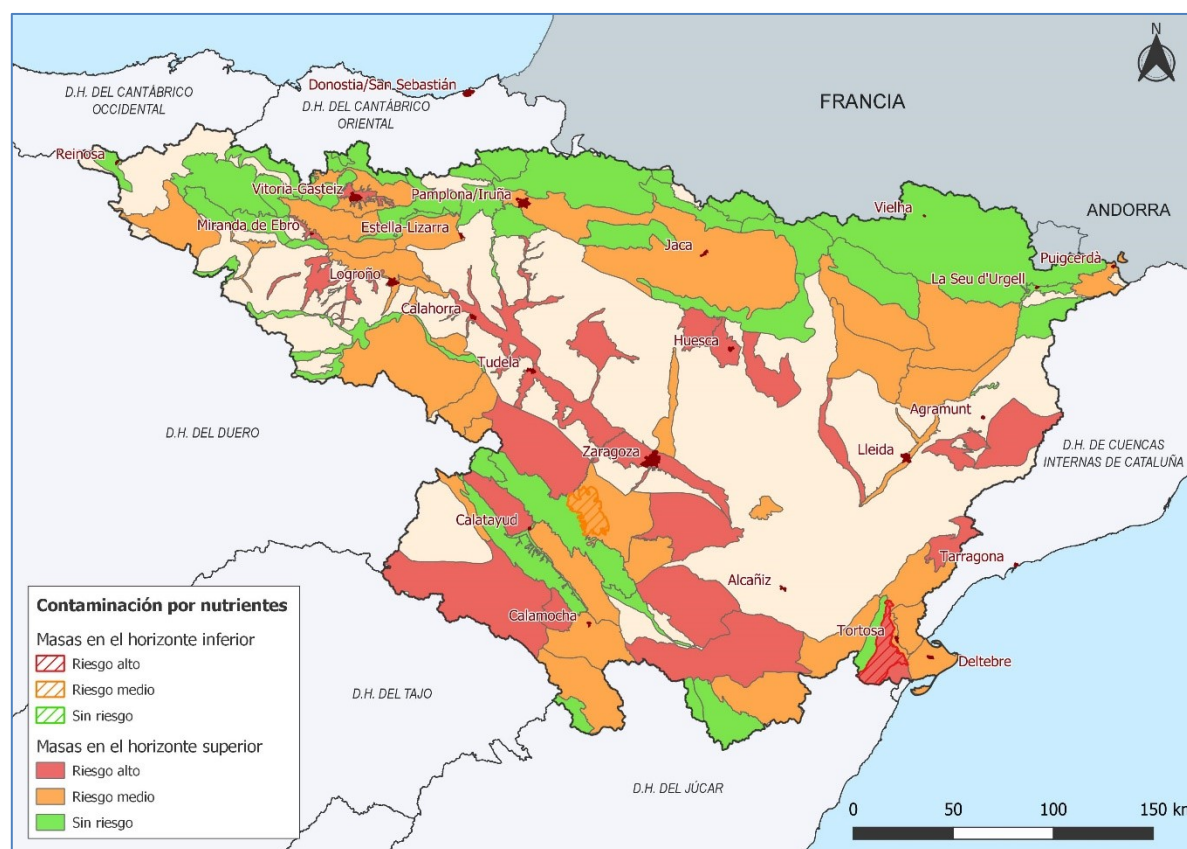 N
Donostia/San Sebastián
D.H. DEL CANTÁBRICO
OCCIDENTAL
D.H. DEL CANTÁBRICO
ORIENTAL
FRANCIA
Reinosa
Vitoria-Gasteiz
Pamplona/Iruña
Vielha
ANDORRA
Miranda de Ebro
Estella-Lizarra
Jaca
Puigcerdà
Logroño
La Seu d'Urgell
Calahorra
Huesca
Tudela
Agramunt
D.H. DEL DUERO
Zaragoza
Lleida
D.H. DE CUENCAS
INTERNAS DE CATALUÑA
Calatayud
Tarragona
Alcañiz
Calamocha
Tortosa
Deltebre
D.H. DEL TAJO
D.H. DEL JÚCAR
Contaminación por nutrientes
Masas en el horizonte inferior
Riesgo alto
Riesgo medio
Sin riesgo
Masas en el horizonte superior
Riesgo alto
Riesgo medio
Sin riesgo
0 50 100 150 km